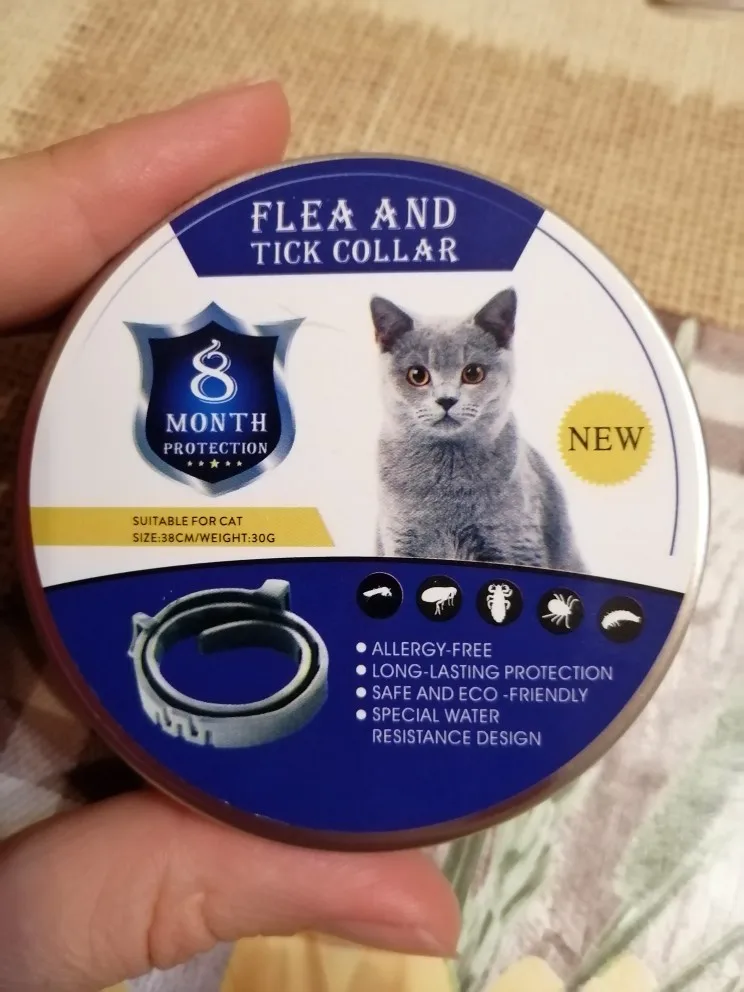 FLEA AND
TICK COLLAR
8
MONTH
PROTECTION
NEW
SUITABLE FOR CAT
SIZE:38CM/WEIGHT:30G
ALLERGY-FREE
LONG-LASTING PROTECTION
SAFE AND ECO -FRIENDLY
SPECIAL WATER
RESISTANCE DESIGN